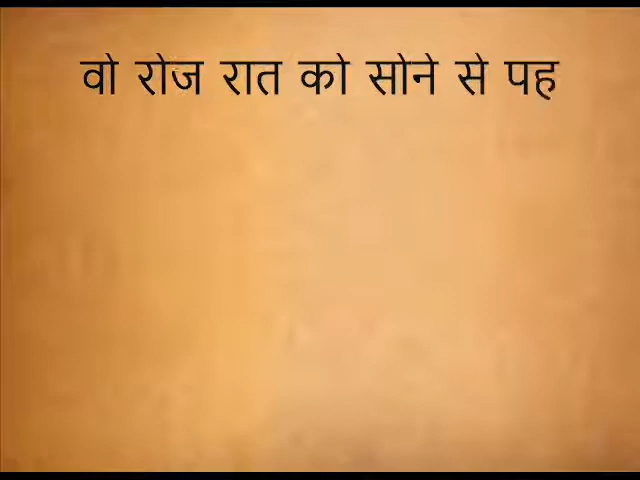 वो रोज रात को सोने से पह